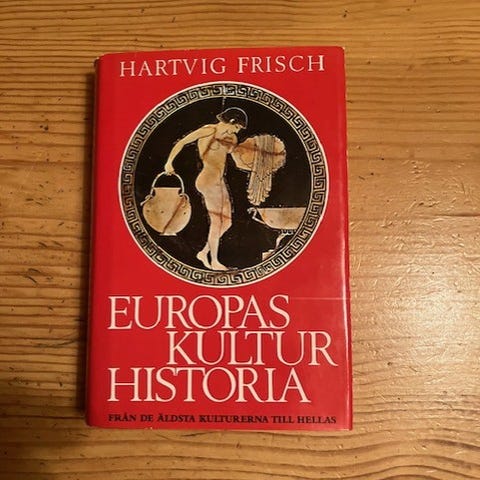 HARTVIG FRISCH
EUROPAS
KULTUR
HISTORIA
FRÅN DE ÄLDSTA KULTURERNA TILL HELLAS